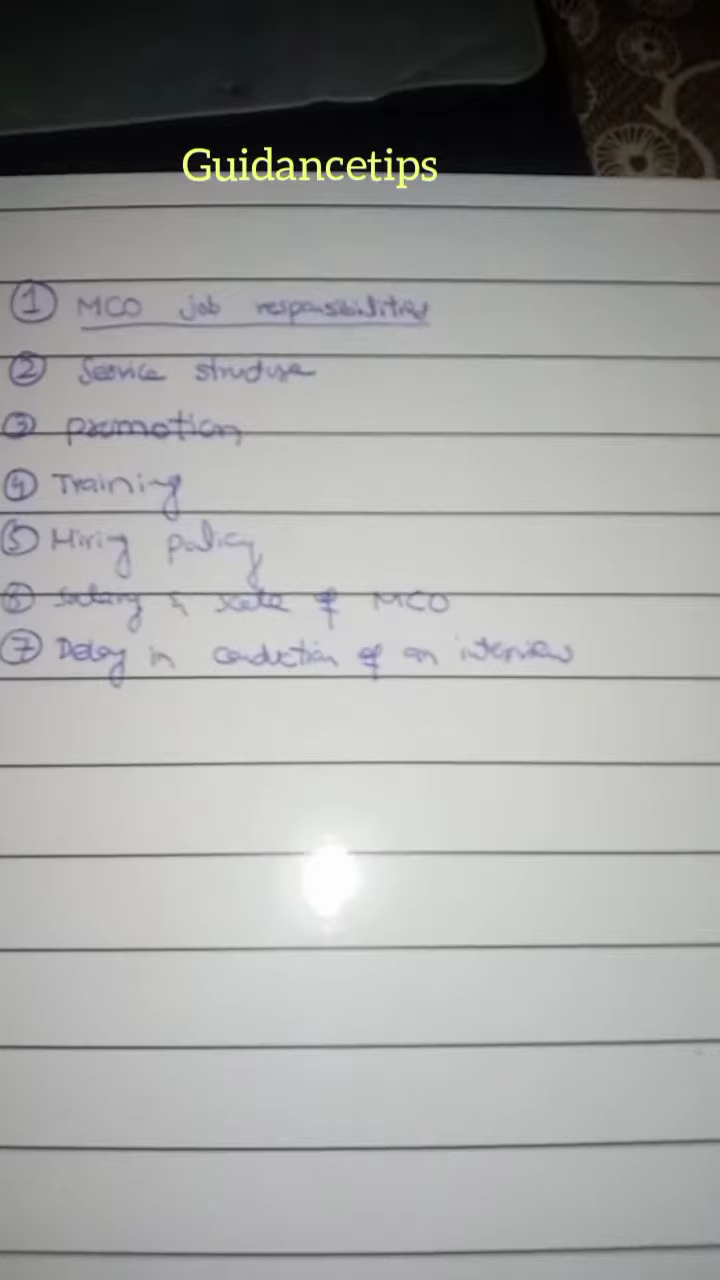 Guidancetips
① MCO job responsibilities
② Service structure
③ promotion
④ Training
⑤ Hiring policy
⑥ Salary & scale of MCO
⑦ Delay in conduction of an interview